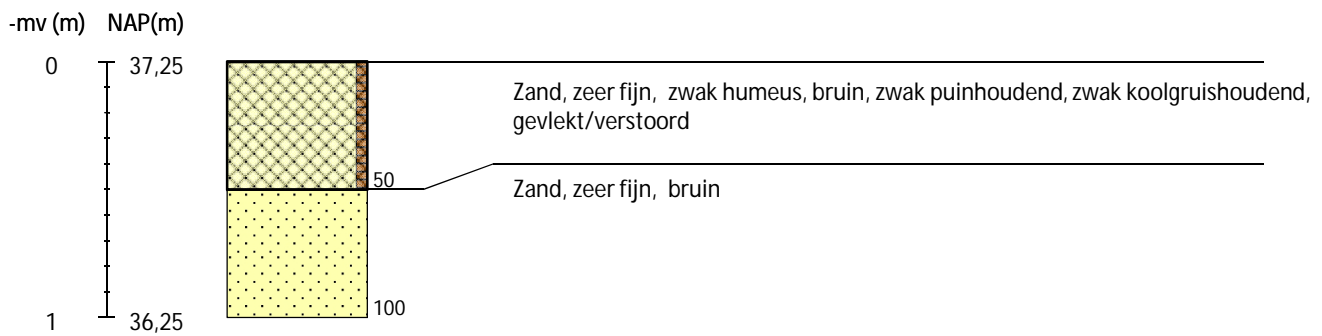 -mv (m) NAP(m)
0 37,25
Zand, zeer fijn, zwak humeus, bruin, zwak puinhoudend, zwak koolgruishoudend,
gevlekt/verstoord
50
Zand, zeer fijn, bruin
100
1 36,25